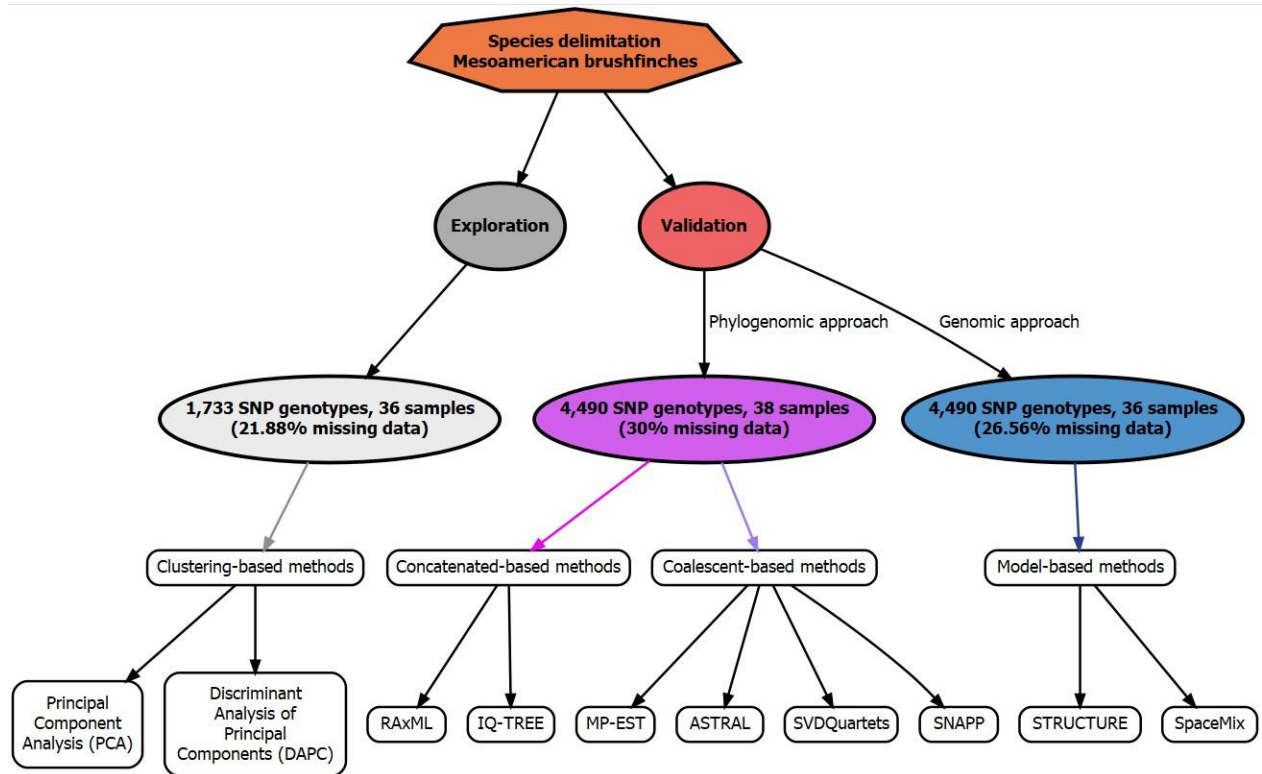 Species delimitation
Mesoamerican brushfinches
Exploration
Validation
Phylogenomic approach
Genomic approach
1,733 SNP genotypes, 36 samples
(21.88% missing data)
4,490 SNP genotypes, 38 samples
(30% missing data)
4,490 SNP genotypes, 36 samples
(26.56% missing data)
Clustering-based methods
Concatenated-based methods
Coalescent-based methods
Model-based methods
Principal
Component
Analysis (PCA)
Discriminant
Analysis of
Principal
Components (DAPC)
RAxML
IQ-TREE
MP-EST
ASTRAL
SVDQuartets
SNAPP
STRUCTURE
SpaceMix